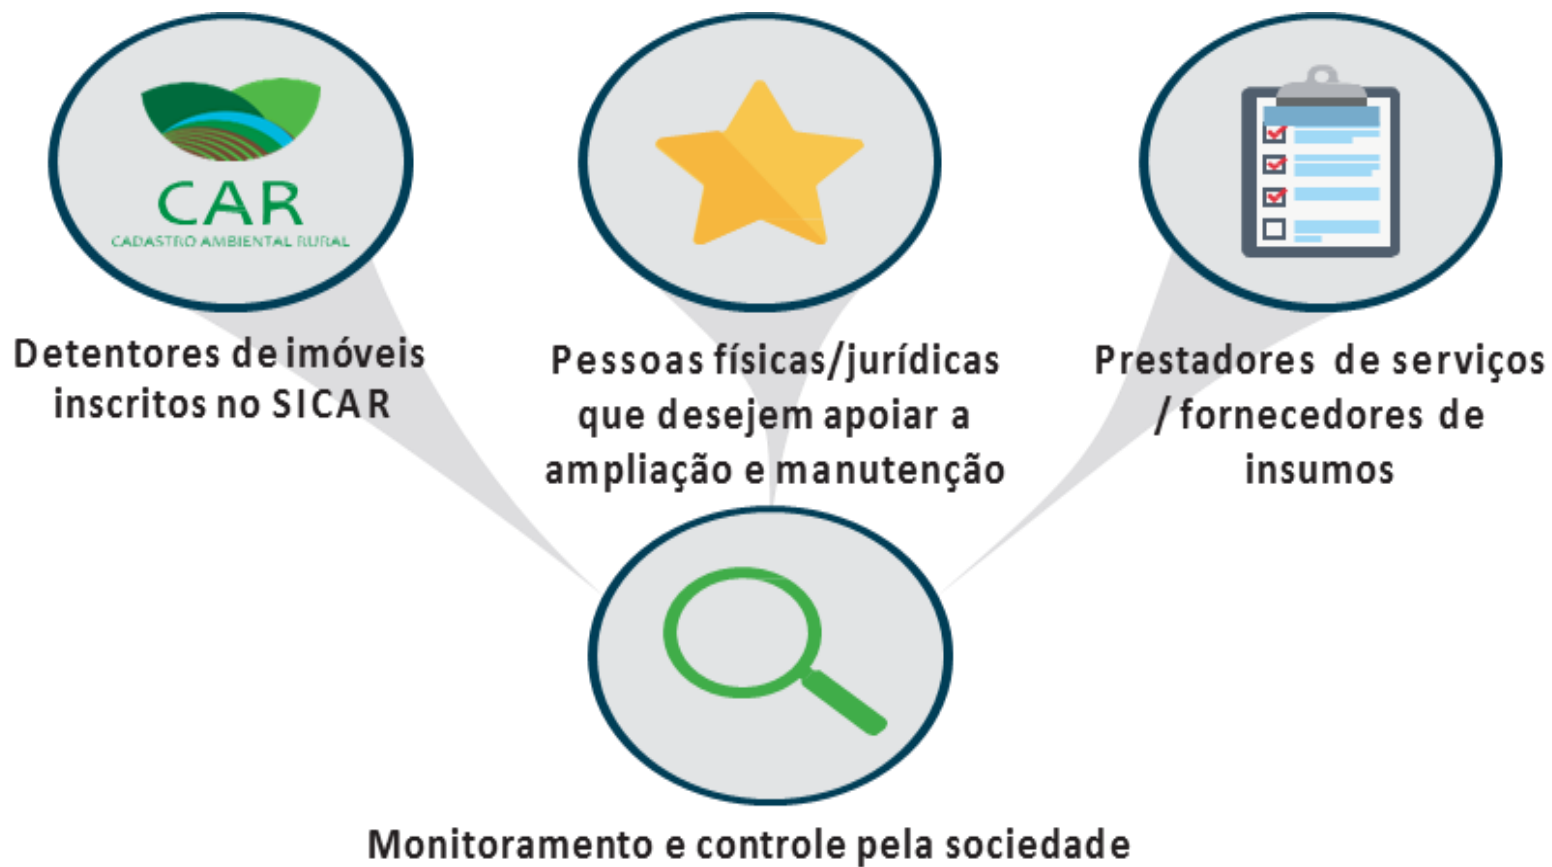 CAR
CADASTRO AMBIENTAL RURAL
Detentores de imóveis
inscritos no SICAR
Pessoas físicas/jurídicas
que desejem apoiar a
ampliação e manutenção
Prestadores de serviços
/ fornecedores de
insumos
Monitoramento e controle pela sociedade